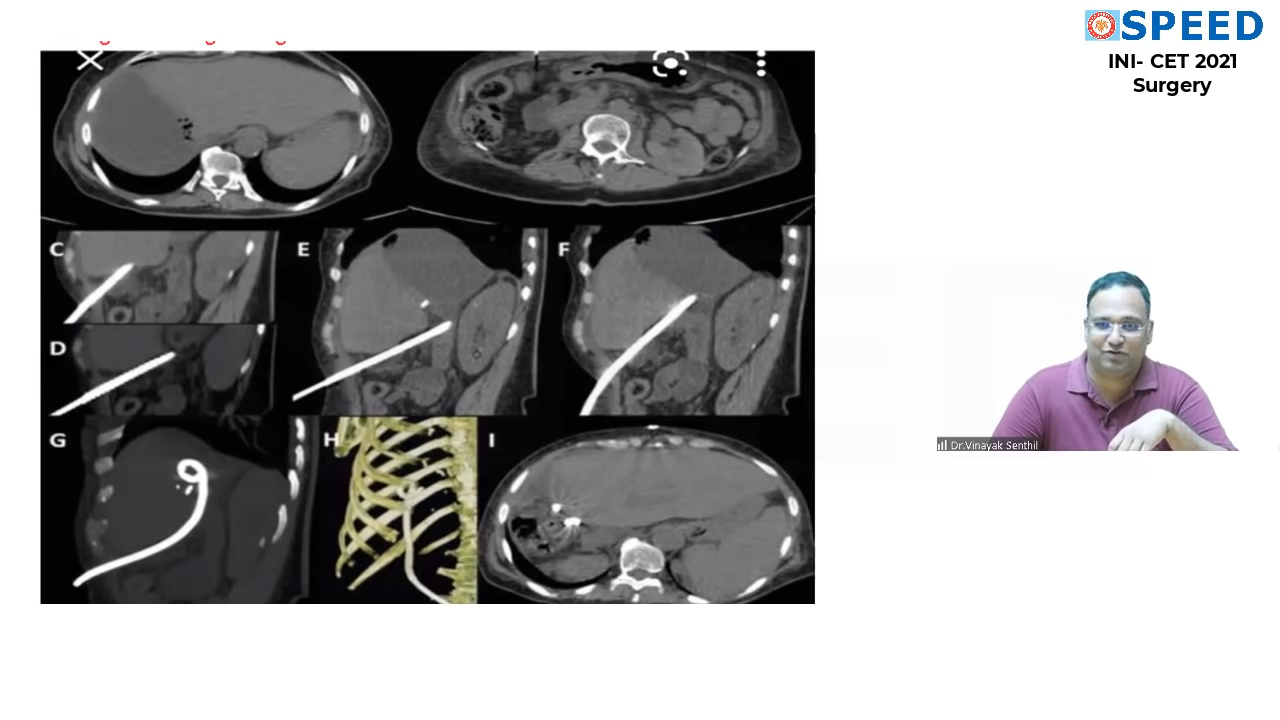 SPEED
INI- CET 2021
Surgery
C
E
F
D
G
H
I
Dr.Vinayak Senthil